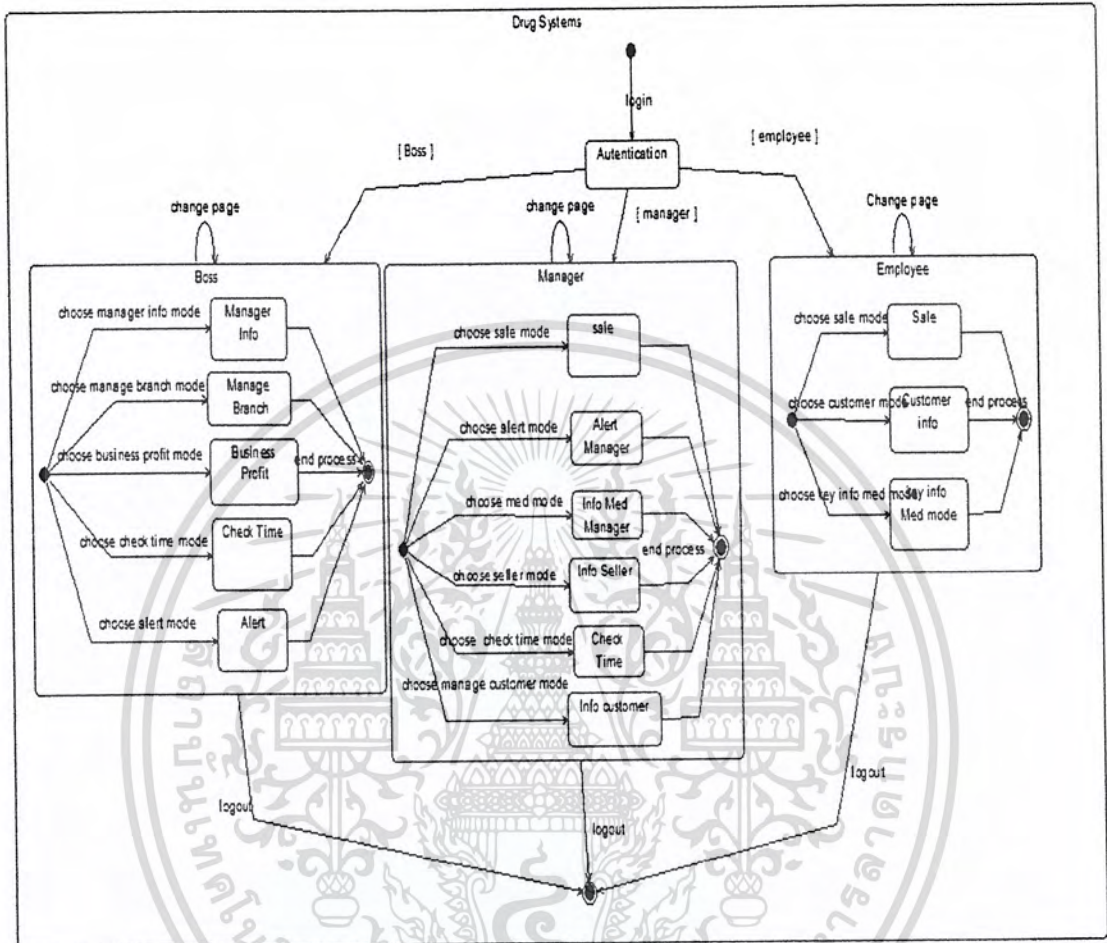 Drug Systems
login
Autentication
[ Boss ]
[ manager ]
[ employee ]
change page
Boss
choose manager info mode
Manager
Info
choose manage branch mode
Manage
Branch
choose business profit mode
Business
Profit
end process
choose check time mode
Check Time
choose alert mode
Alert
logout
change page
Manager
choose sale mode
sale
choose alert mode
Alert
Manager
choose med mode
Info Med
Manager
end process
choose seller mode
Info Seller
choose check time mode
Check
Time
choose manage customer mode
Info customer
logout
Change page
Employee
choose sale mode
Sale
choose customer mode
Customer
info
end process
choose key info med mode
key info
Med mode
logout